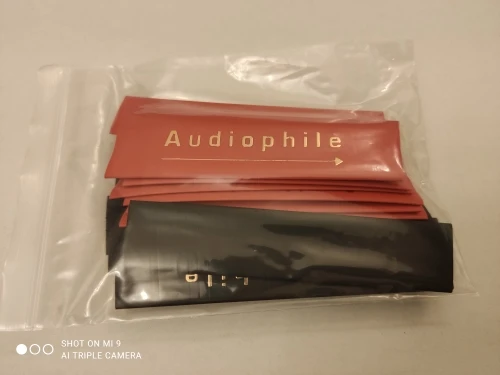 Audiophile
SHOT ON MI 9
AI TRIPLE CAMERA